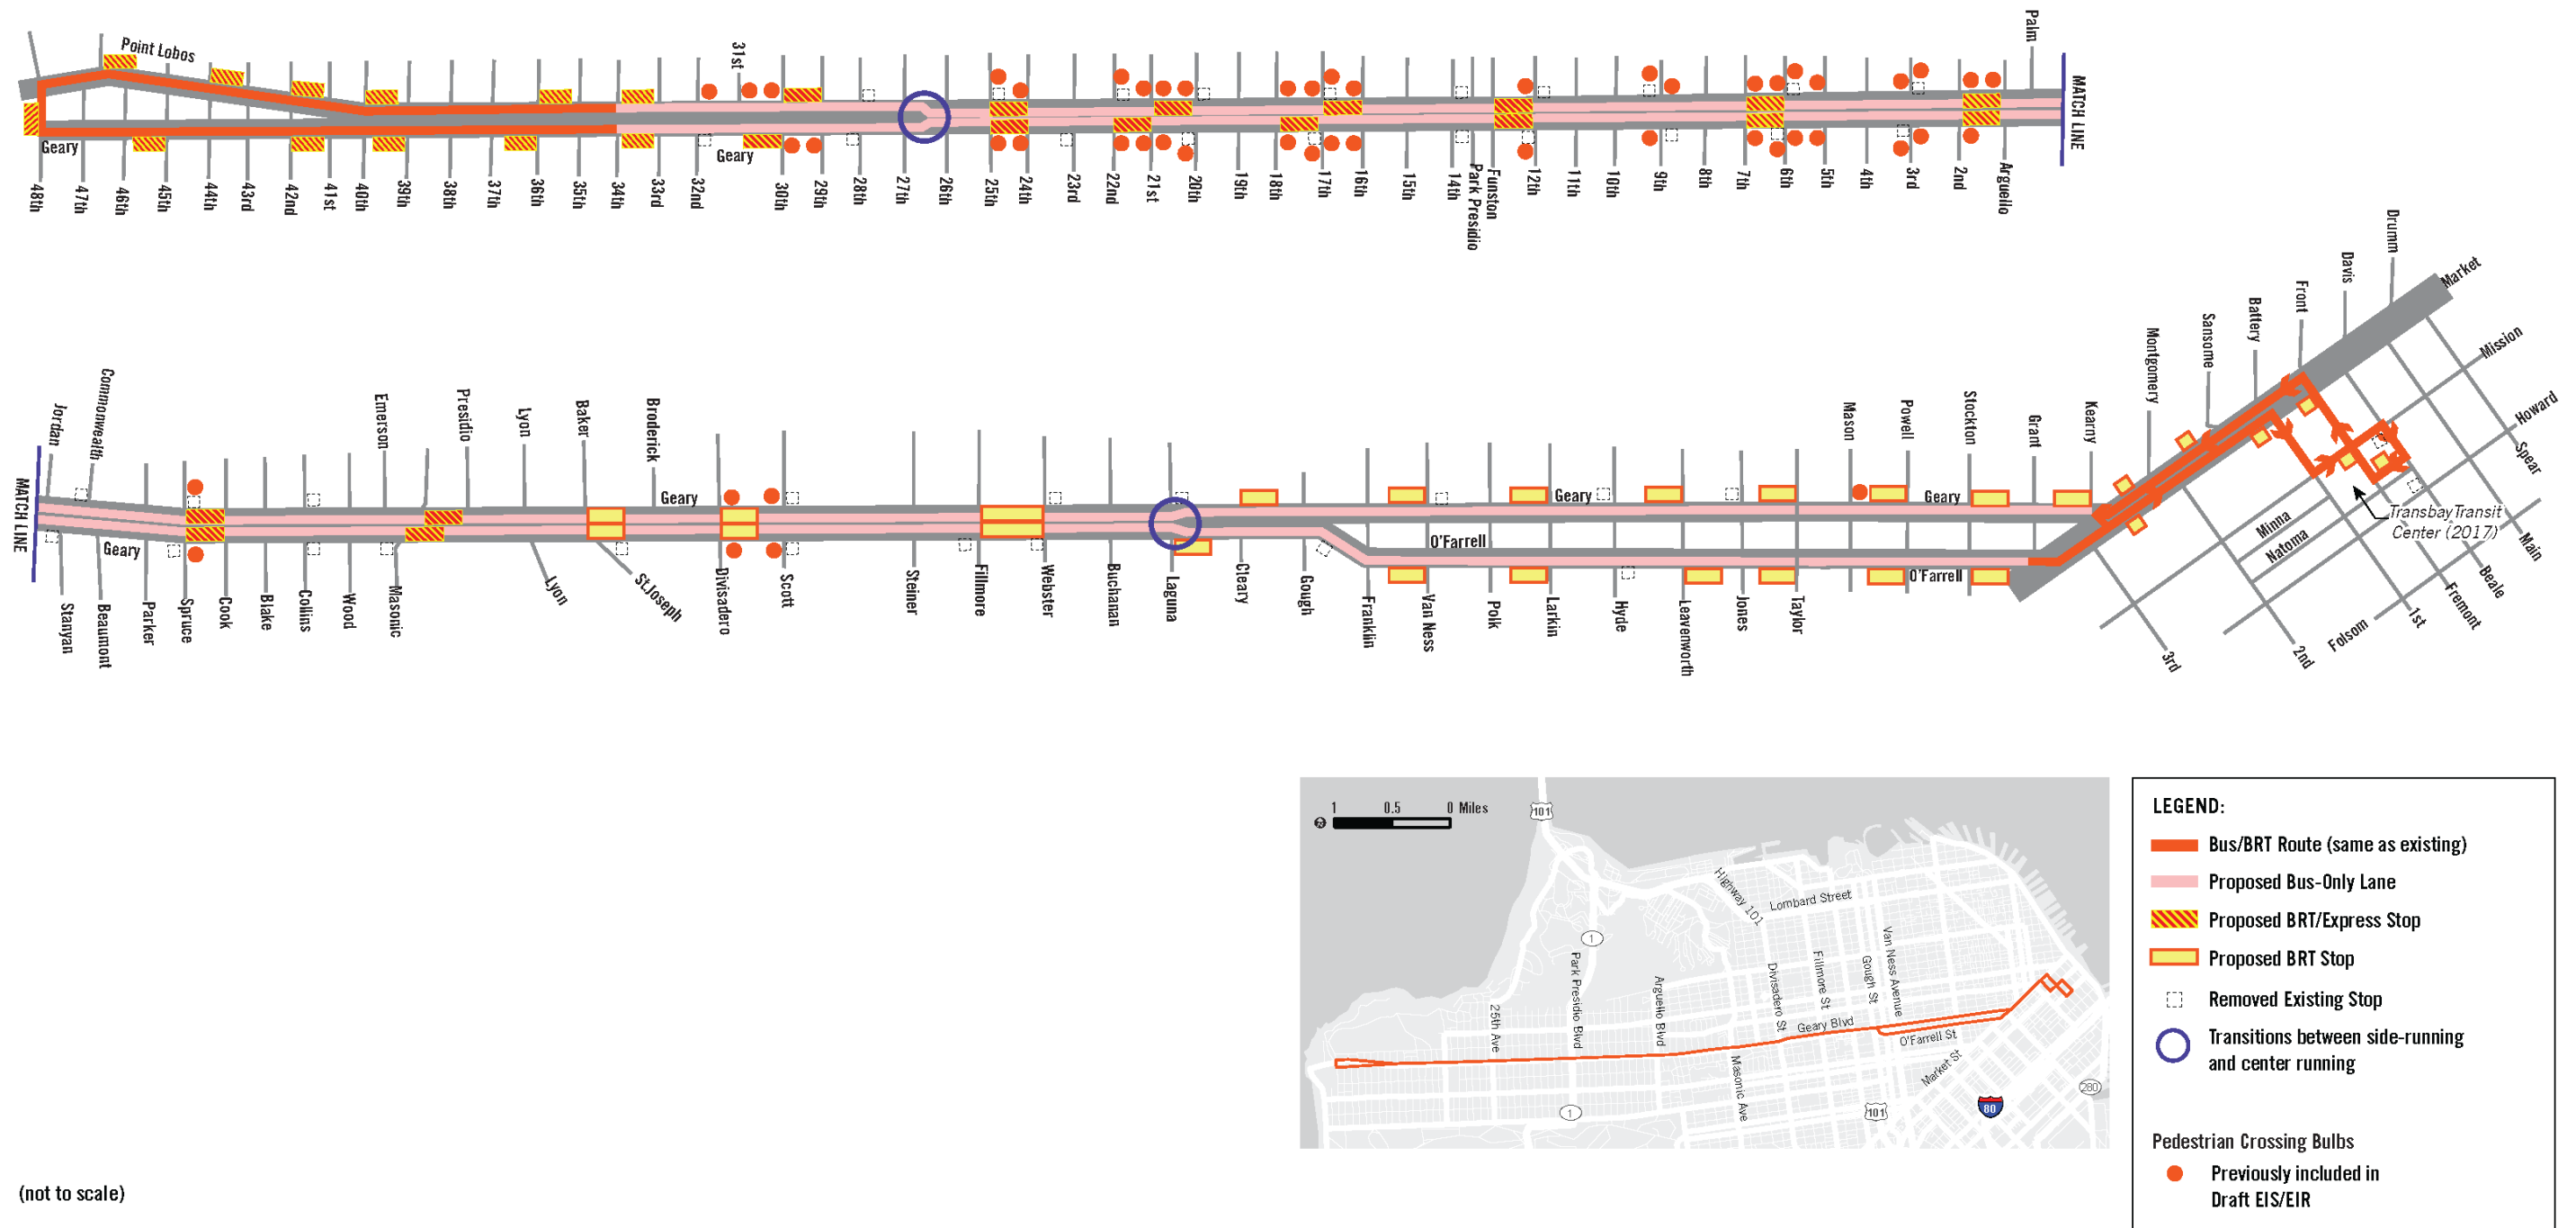 Point Lobos
31st
Palm
MATCH LINE
Geary
Geary
48th
47th
46th
45th
44th
43rd
42nd
41st
40th
39th
38th
37th
36th
35th
34th
33rd
32nd
30th
29th
28th
27th
26th
25th
24th
23rd
22nd
21st
20th
19th
18th
17th
16th
15th
14th
Park Presidio
Funston
12th
11th
10th
9th
8th
7th
6th
5th
4th
3rd
2nd
Arguello
MATCH LINE
Jordan
Commonwealth
Emerson
Presidio
Lyon
Baker
Broderick
Geary
Geary
Mason
Powell
Stockton
Geary
Grant
Kearny
Montgomery
Sansome
Battery
Front
Davis
Drumm
Market
Mission
Howard
Spear
Main
Beale
Fremont
1st
Folsom
2nd
3rd
Minna
Natoma
TransbayTransit
Center (2017)
Geary
O'Farrell
O'Farrell
Stanyan
Beaumont
Parker
Spruce
Cook
Blake
Collins
Wood
Masonic
Lyon
St.Joseph
Divisadero
Scott
Steiner
Fillmore
Webster
Buchanan
Laguna
Cleary
Gough
Franklin
Van Ness
Polk
Larkin
Hyde
Leavenworth
Jones
Taylor
1 0.5 0 Miles
101
Highway 101
Lombard Street
1
Park Presidio Blvd
25th Ave
Arguello Blvd
Divisadero St
Fillmore St
Gough St
Van Ness Avenue
Geary Blvd
O'Farrell St
Masonic Ave
Market St
1
101
80
280
LEGEND:
Bus/BRT Route (same as existing)
Proposed Bus-Only Lane
Proposed BRT/Express Stop
Proposed BRT Stop
Removed Existing Stop
Transitions between side-running
and center running
Pedestrian Crossing Bulbs
Previously included in
Draft EIS/EIR
(not to scale)